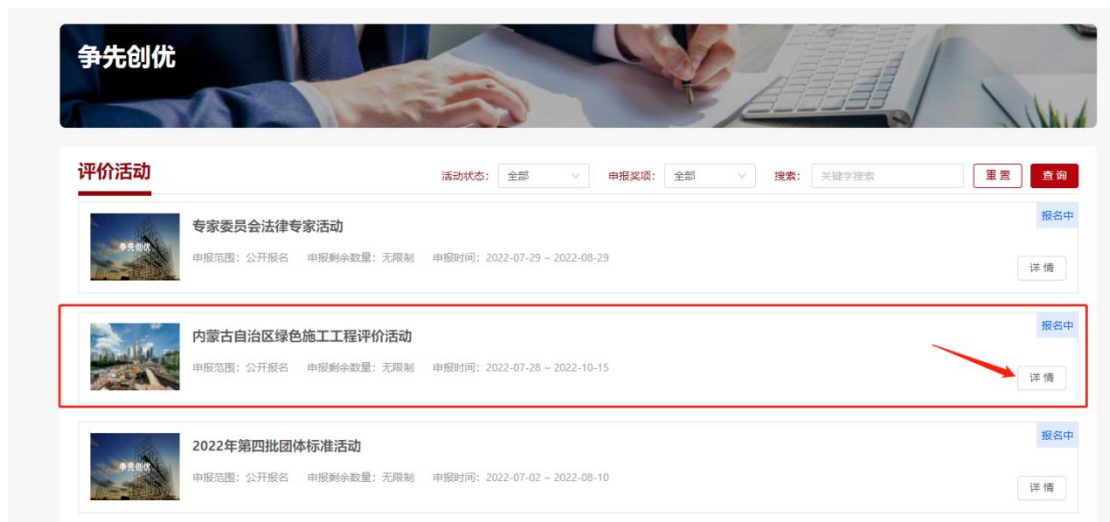 争先创优
评价活动 活动状态： 全部 申报奖项： 全部 搜索： 关键字搜索 重置 查询
报名中
专家委员会法律专家活动
争先创优
申报范围：公开报名 申报剩余数量：无限制 申报时间：2022-07-29 ~ 2022-08-29
详情
报名中
内蒙古自治区绿色施工工程评价活动
申报范围：公开报名 申报剩余数量：无限制 申报时间：2022-07-28 ~ 2022-10-15
详情
报名中
2022年第四批团体标准活动
争先创优
申报范围：公开报名 申报剩余数量：无限制 申报时间：2022-07-02 ~ 2022-08-10
详情